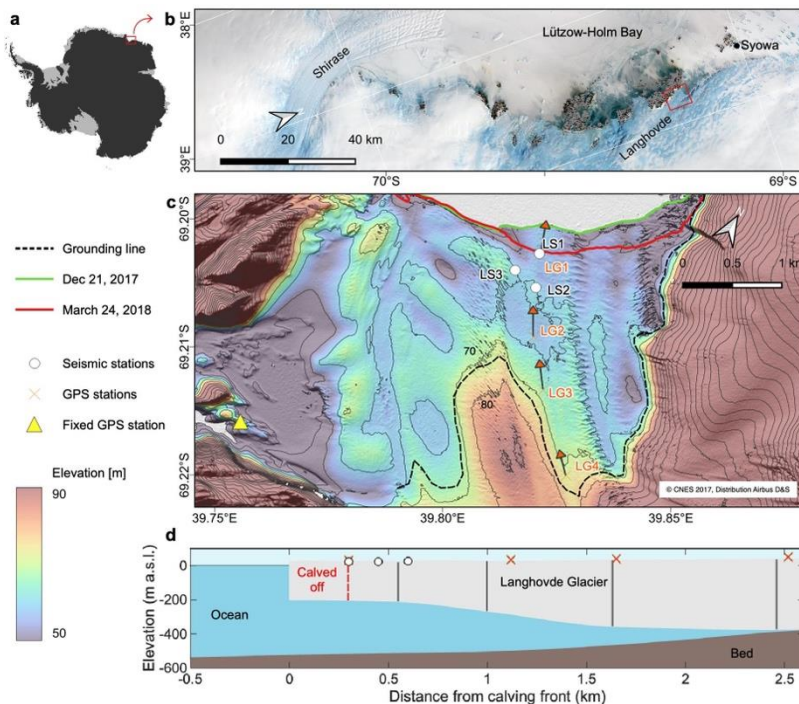 a
b
38°E
39°E
Lützow-Holm Bay
Syowa
Shirase
Langhovde
0 20 40 km
70°S
69°S
c
69.20°S
69.21°S
69.22°S
Grounding line
Dec 21, 2017
March 24, 2018
Seismic stations
GPS stations
Fixed GPS station
Elevation [m]
90
50
LS1
LG1
LS3
LS2
LG2
LG3
LG4
70
80
0 0.5 1 km
© CNES 2017, Distribution Airbus D&S
39.75°E
39.80°E
39.85°E
d
Elevation (m a.s.l.)
0
-200
-400
-600
Calved
off
Langhovde Glacier
Ocean
Bed
-0.5 0 0.5 1.0 1.5 2.0 2.5
Distance from calving front (km)